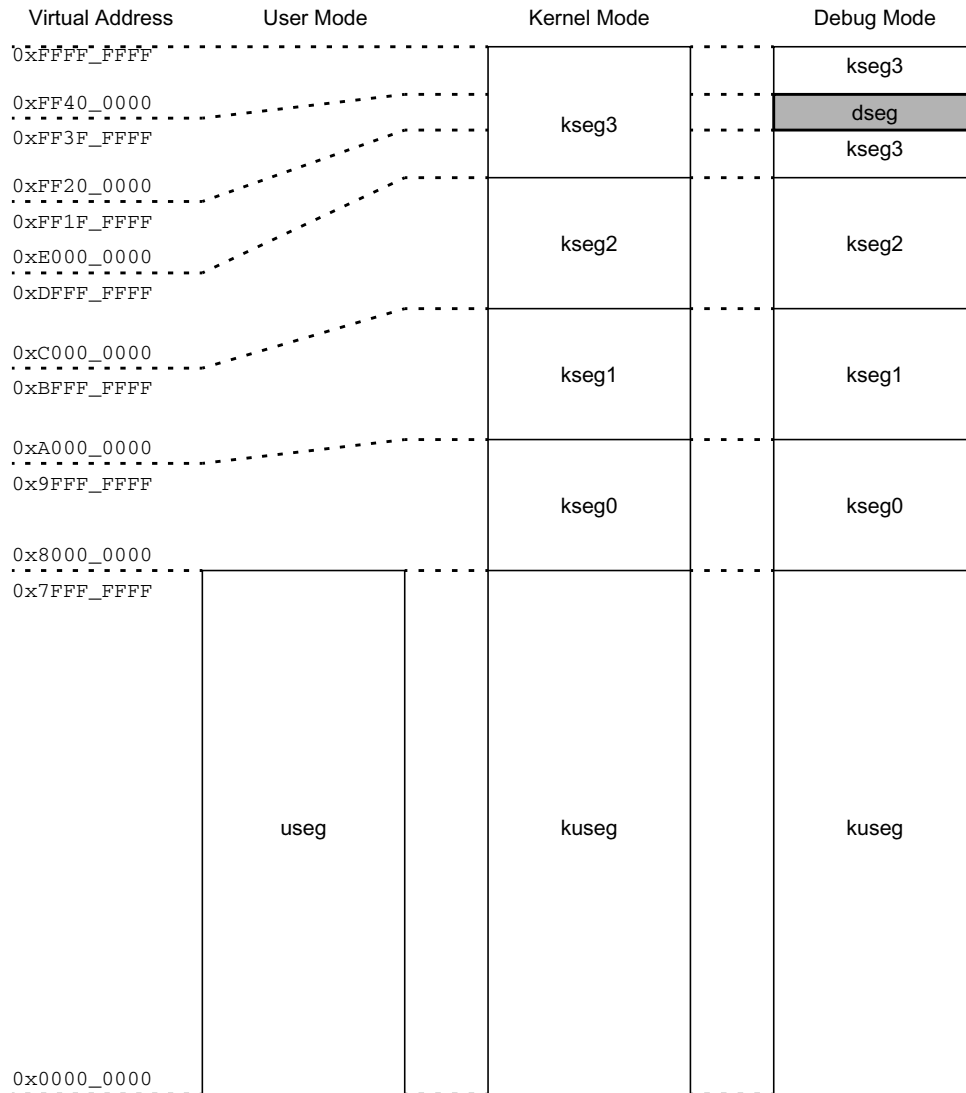 Virtual Address User Mode Kernel Mode Debug Mode
0xFFFF_FFFF
kseg3
0xFF40_0000
dseg
kseg3
0xFF3F_FFFF
kseg3
0xFF20_0000
0xFF1F_FFFF
kseg2 kseg2
0xE000_0000
0xDFFF_FFFF
0xC000_0000
kseg1 kseg1
0xBFFF_FFFF
0xA000_0000
0x9FFF_FFFF
kseg0 kseg0
0x8000_0000
0x7FFF_FFFF
useg kuseg kuseg
0x0000_0000